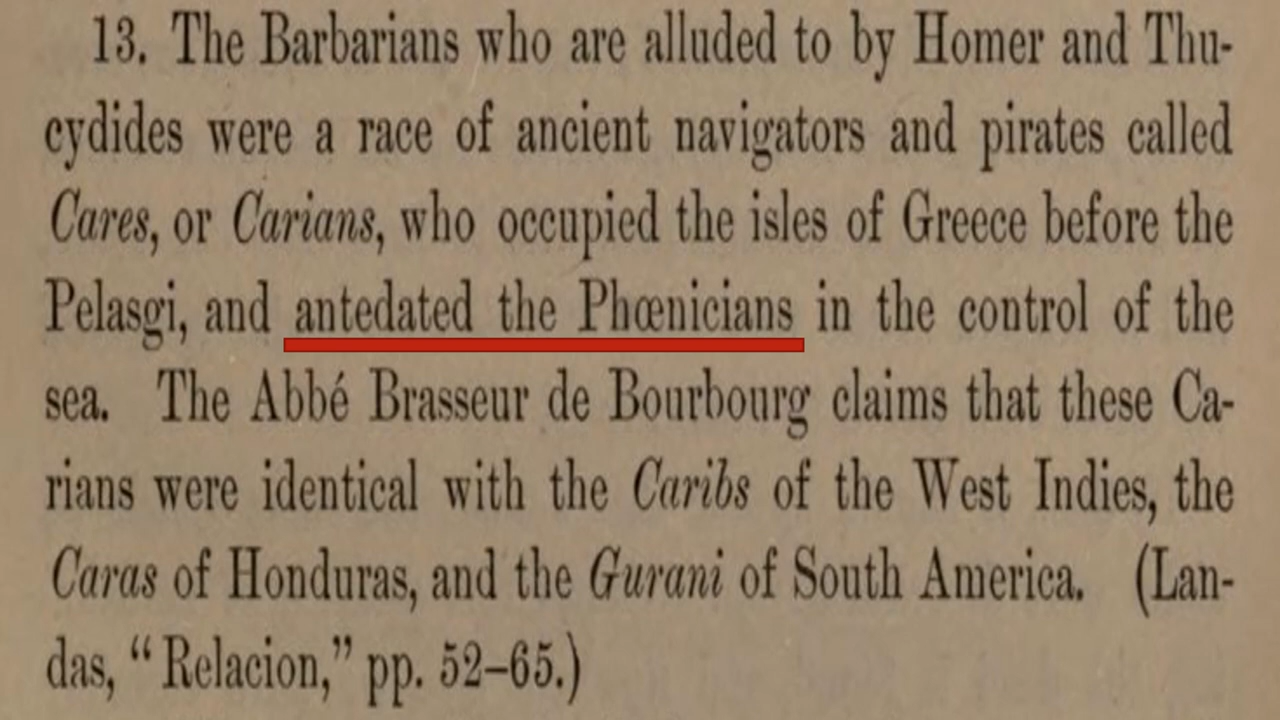 13. The Barbarians who are alluded to by Homer and Thu-
cydides were a race of ancient navigators and pirates called
Cares, or Carians, who occupied the isles of Greece before the
Pelasgi, and antedated the Phœnicians in the control of the
sea. The Abbé Brasseur de Bourbourg claims that these Ca-
rians were identical with the Caribs of the West Indies, the
Caras of Honduras, and the Gurani of South America. (Lan-
das, “Relacion,” pp. 52–65.)